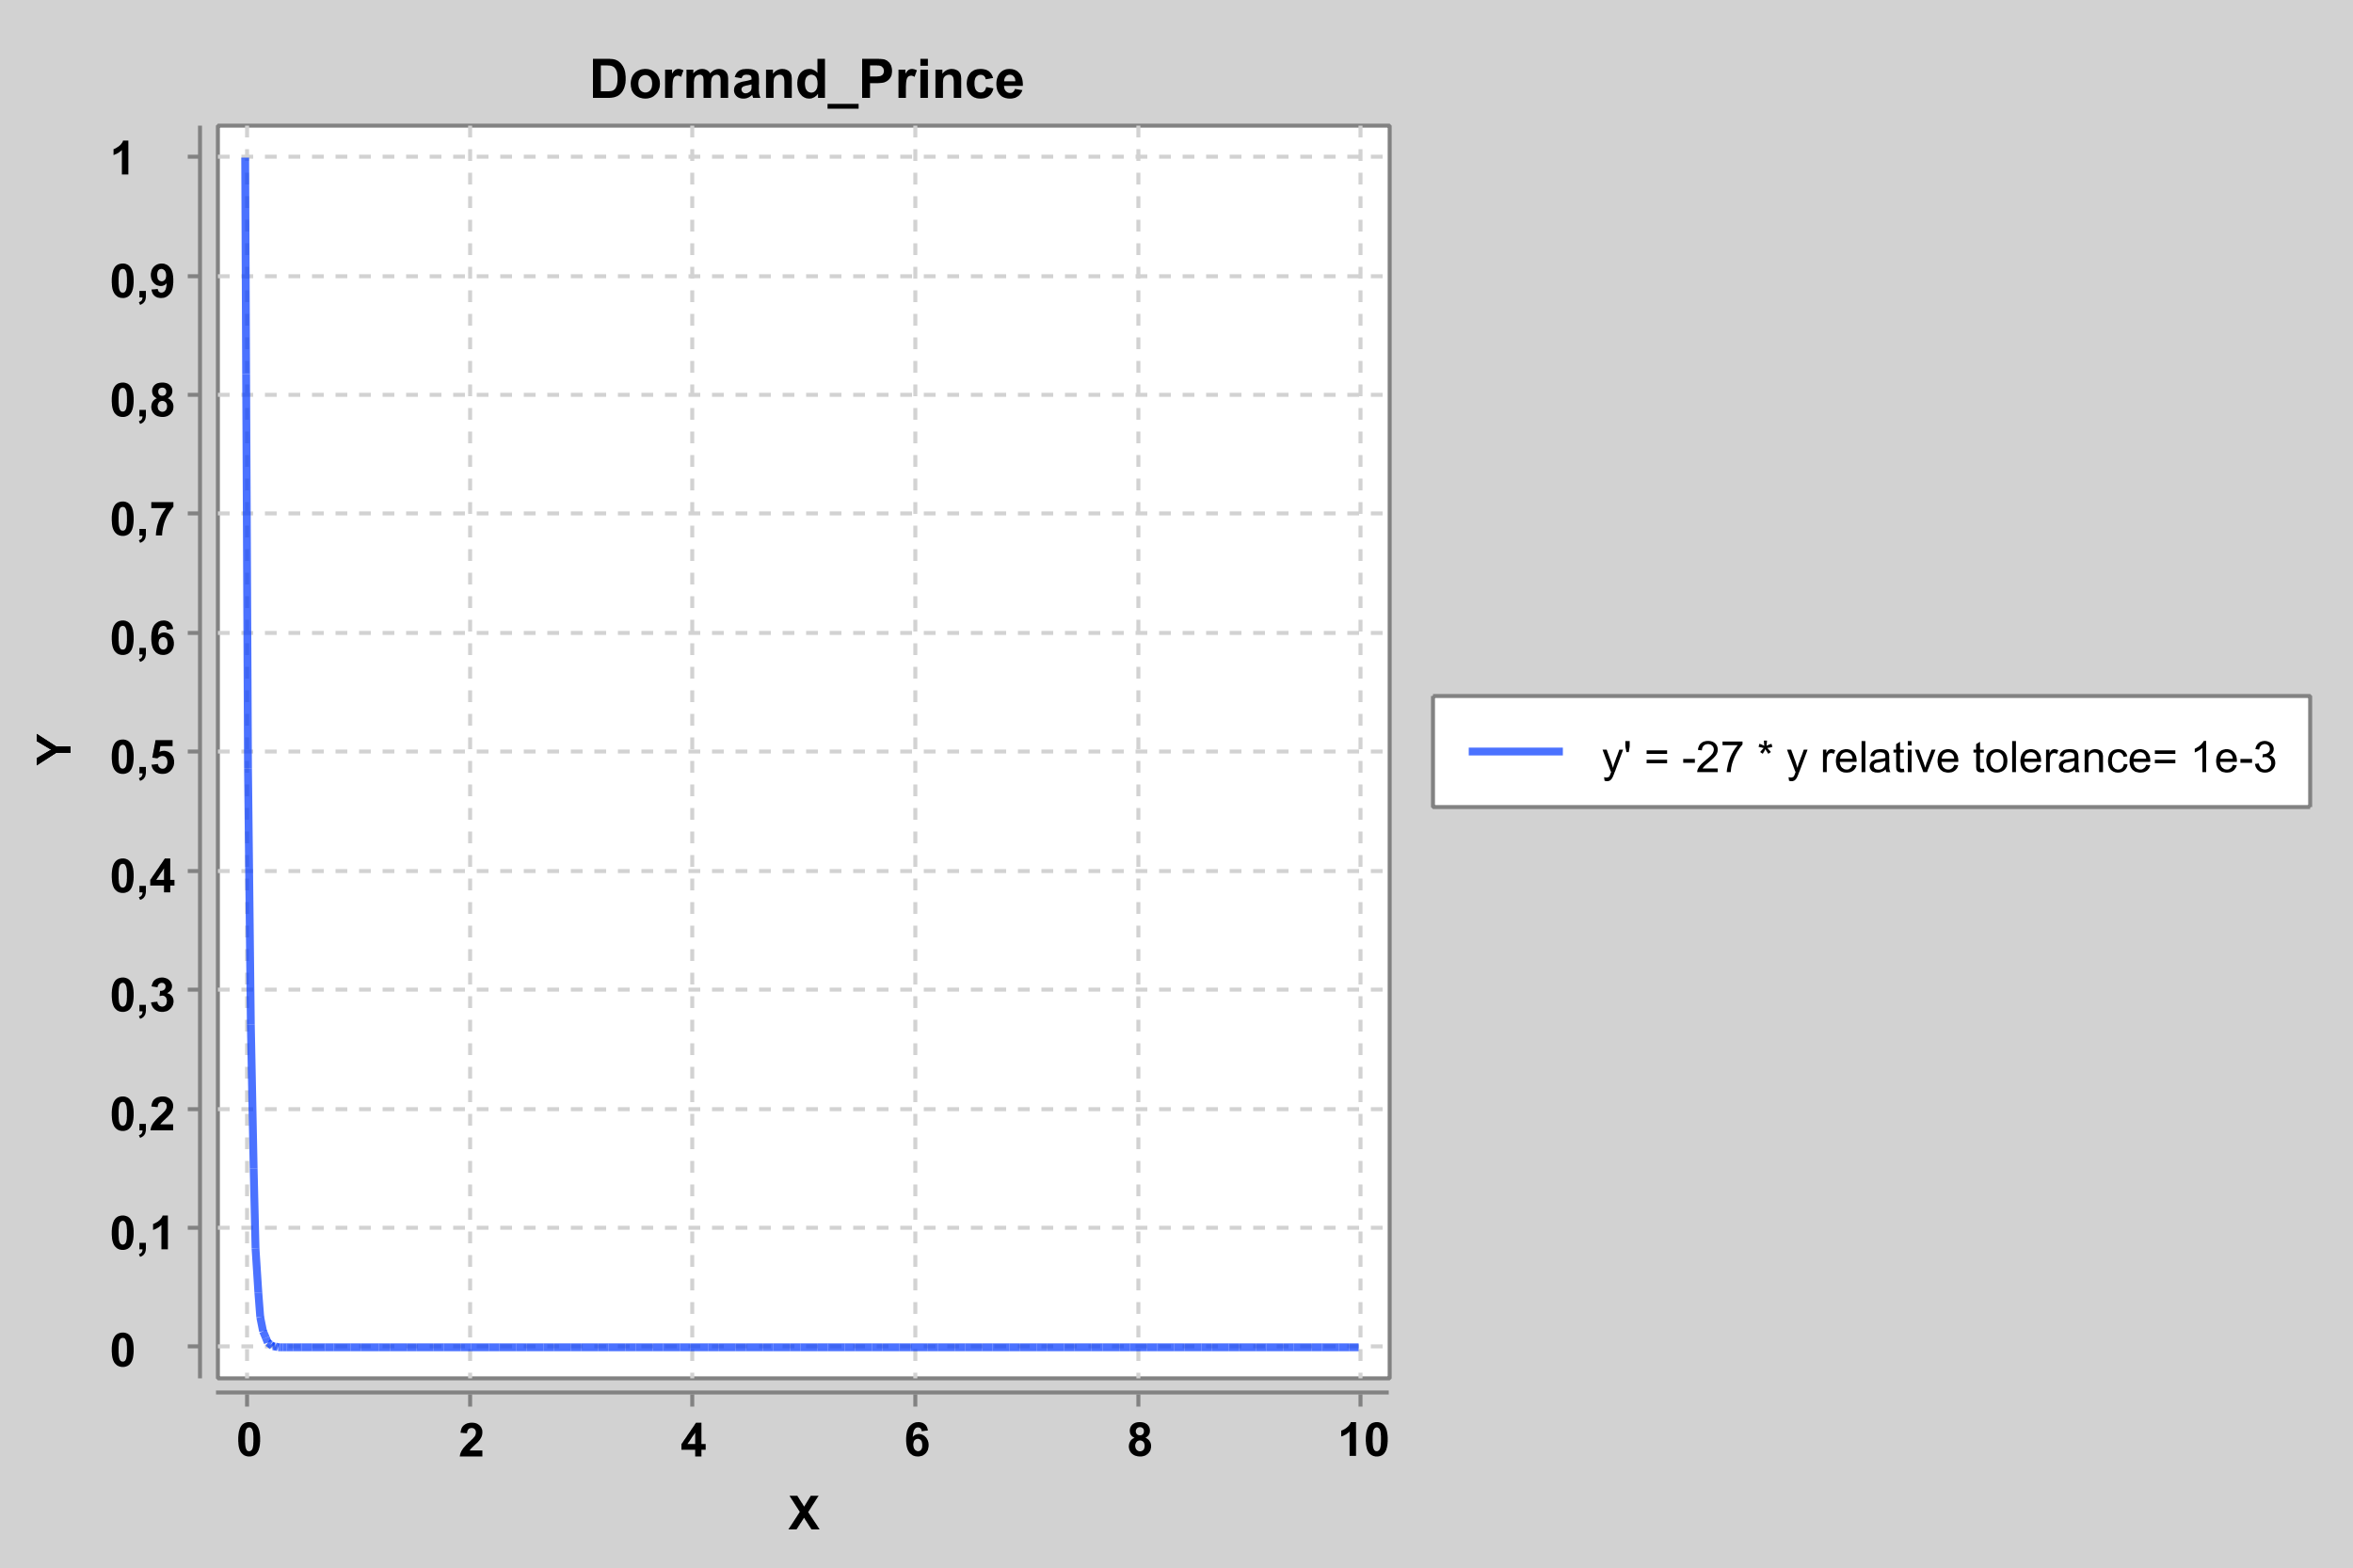 Dormand_Prince
1
0,9
0,8
0,7
0,6
0,5
0,4
0,3
0,2
0,1
0
Y
y' = -27 * y relative tolerance= 1e-3
0 2 4 6 8 10
X